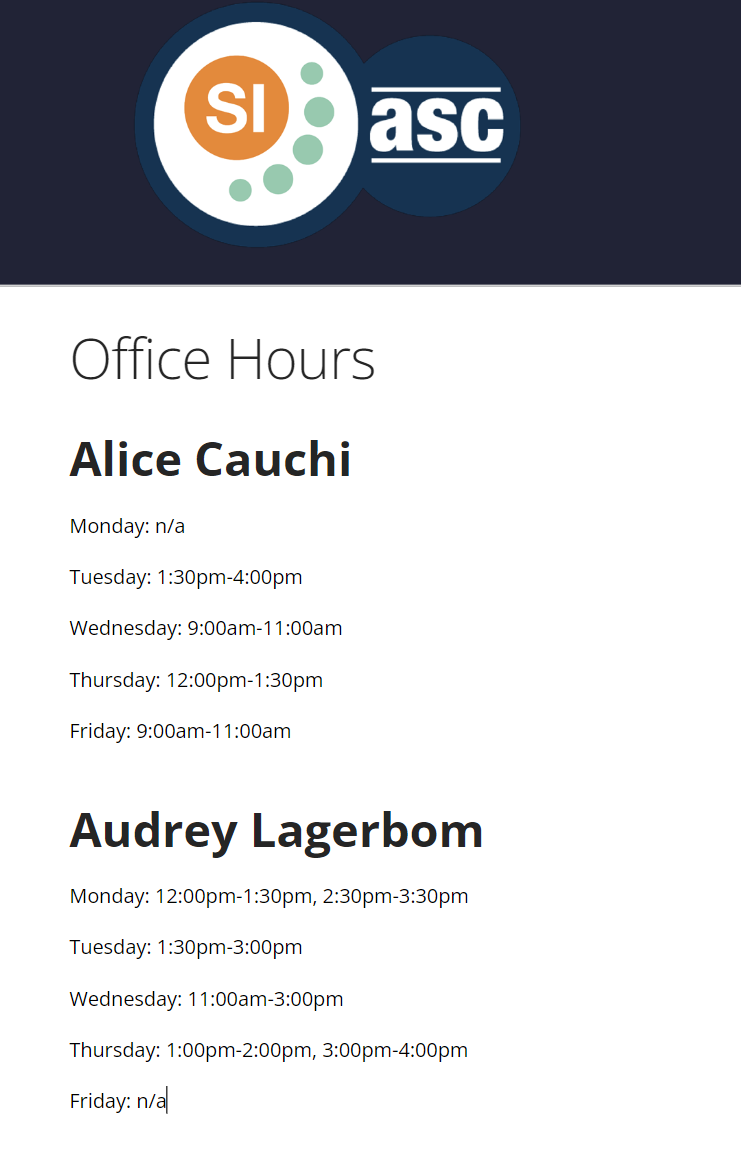 SI
asc
Office Hours
Alice Cauchi
Monday: n/a
Tuesday: 1:30pm-4:00pm
Wednesday: 9:00am-11:00am
Thursday: 12:00pm-1:30pm
Friday: 9:00am-11:00am
Audrey Lagerbom
Monday: 12:00pm-1:30pm, 2:30pm-3:30pm
Tuesday: 1:30pm-3:00pm
Wednesday: 11:00am-3:00pm
Thursday: 1:00pm-2:00pm, 3:00pm-4:00pm
Friday: n/a